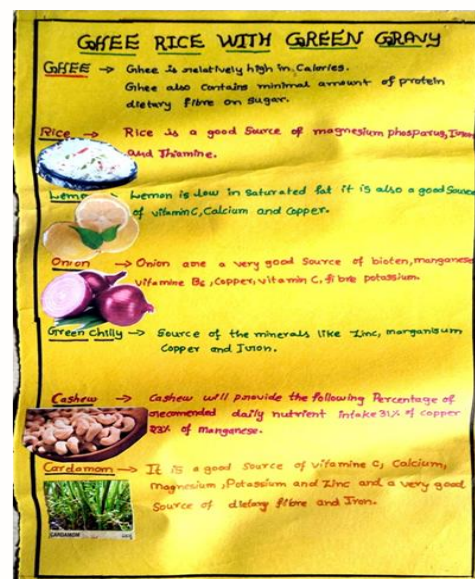 GHEE RICE WITH GREEN GRAVY
GHEE → Ghee is relatively high in Calories.
Ghee also contains minimal amount of protein
dietary fibre or sugar.
Rice → Rice is a good Source of magnesium phosparus, Iron
and Thiamine.
Lemo Lemon is low in Saturated fat it is also a good Source
of vitamin C, Calcium and Copper.
Onion → Onion are a very good Source of bioten, manganese
vitamine B6, Copper, vitamin C, fibre potassium.
Green Chilly → Source of the minerals like Zinc, marganisum
Copper and Iuron.
Cashew → Cashew will provide the following Percentage of
recomended daily nutrient intake 31% of copper
23% of manganese.
Cardamom → It is a good Source of vitamine C, Calcium,
Magnesium, Potassium and Zinc and a very good
Source of dietary fibre and Iron.
CARDAMOM